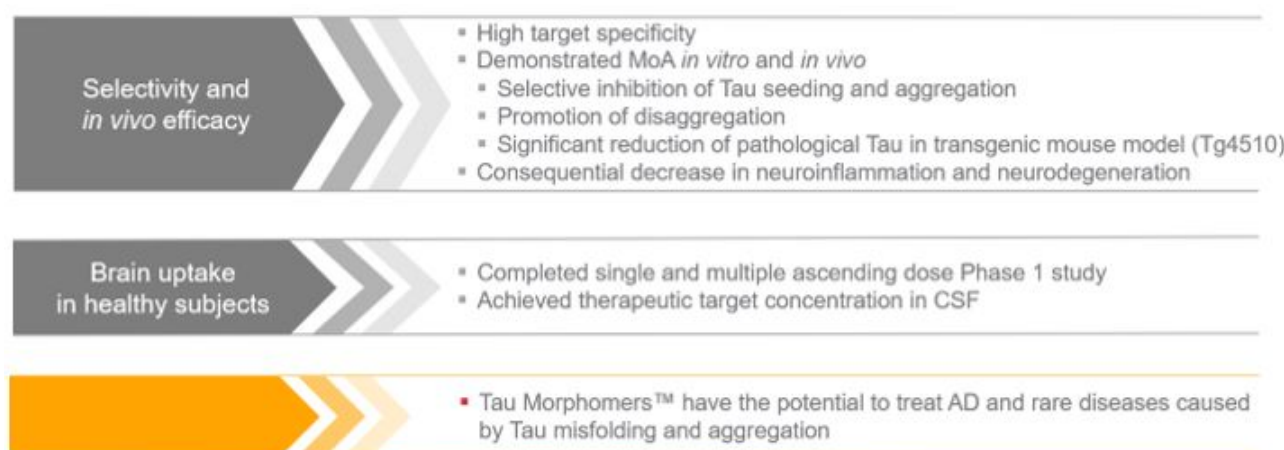 Selectivity and
in vivo efficacy
▪ High target specificity
▪ Demonstrated MoA in vitro and in vivo
▪ Selective inhibition of Tau seeding and aggregation
▪ Promotion of disaggregation
▪ Significant reduction of pathological Tau in transgenic mouse model (Tg4510)
▪ Consequential decrease in neuroinflammation and neurodegeneration
Brain uptake
in healthy subjects
▪ Completed single and multiple ascending dose Phase 1 study
▪ Achieved therapeutic target concentration in CSF
▪ Tau Morphomers™ have the potential to treat AD and rare diseases caused
by Tau misfolding and aggregation